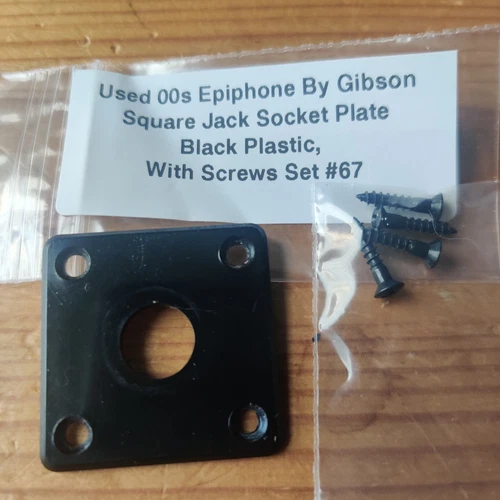 Used 00s Epiphone By Gibson
Square Jack Socket Plate
Black Plastic,
With Screws Set #67